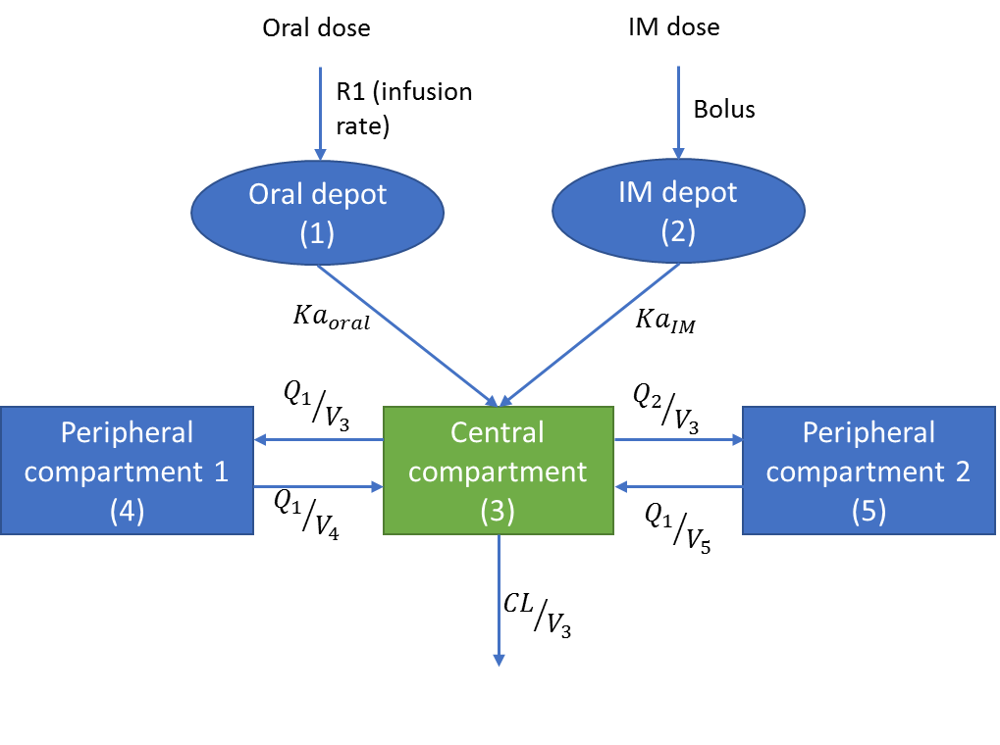 Oral dose
IM dose
R1 (infusion
rate)
Bolus
Oral depot
(1)
IM depot
(2)
Ka_oral
Ka_IM
Q₁/V₃
Q₂/V₃
Peripheral
compartment 1
(4)
Central
compartment
(3)
Peripheral
compartment 2
(5)
Q₁/V₄
Q₁/V₅
CL/V₃